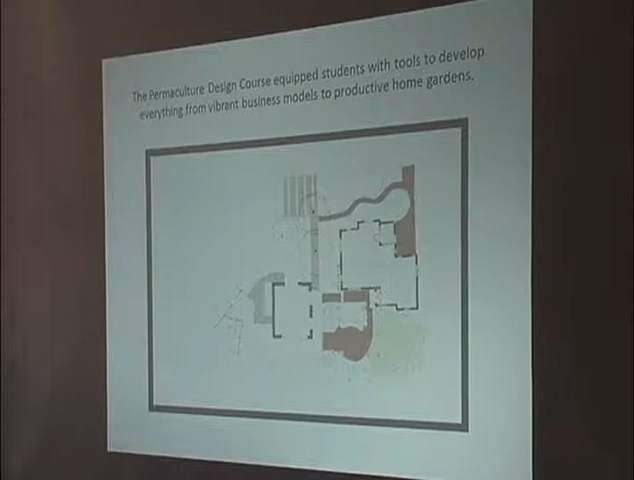 The Permaculture Design Course equipped students with tools to develop
everything from vibrant business models to productive home gardens.